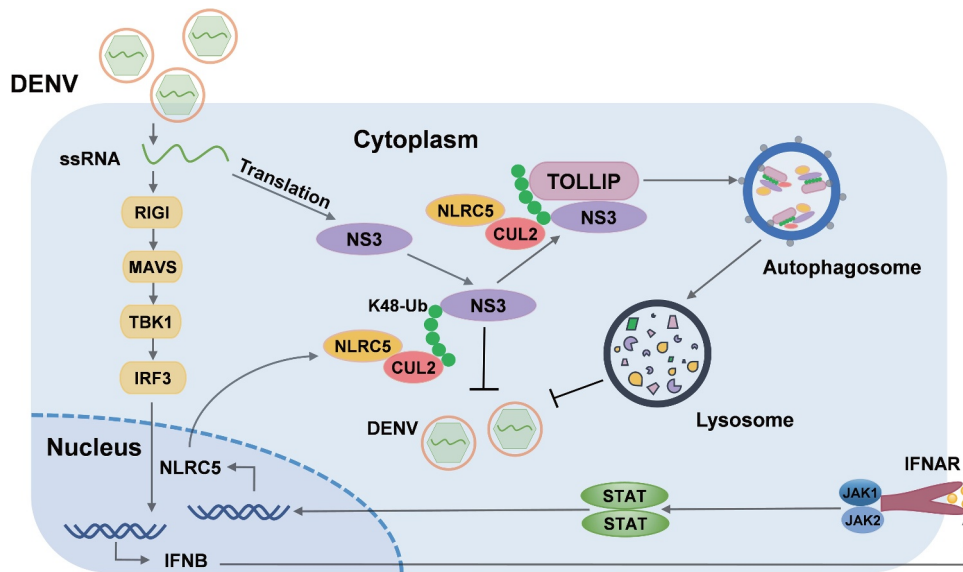 DENV
ssRNA
Cytoplasm
Translation
RIGI
MAVS
TBK1
IRF3
NS3
NLRC5
CUL2
TOLLIP
NS3
Autophagosome
K48-Ub
NS3
NLRC5
CUL2
Lysosome
DENV
Nucleus
NLRC5
IFNB
STAT
STAT
JAK1
JAK2
IFNAR